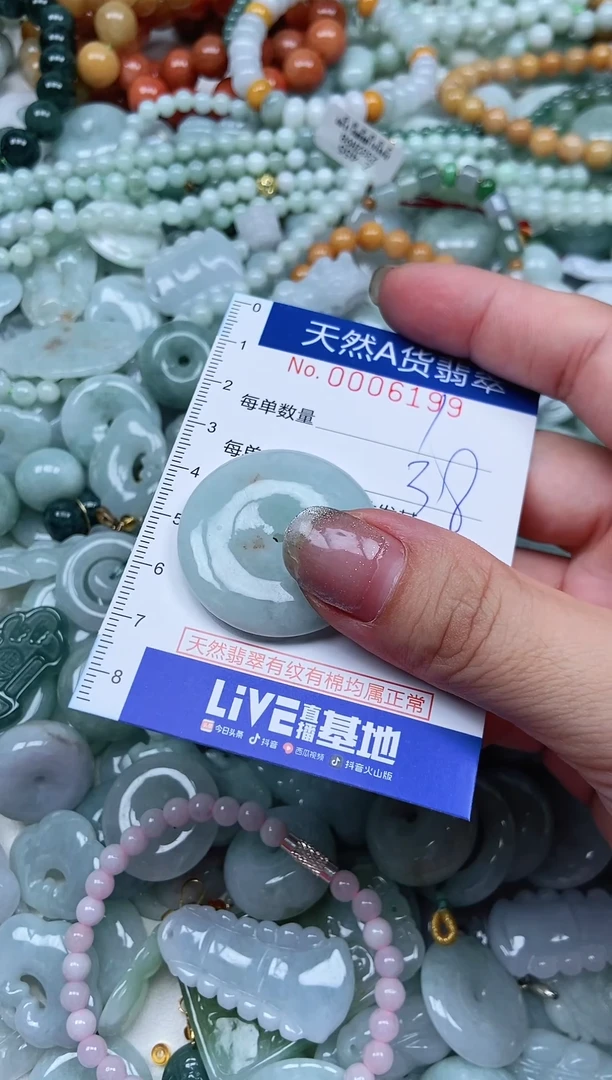 天然A货翡翠
No. 0006199
每单数量 1
每单
38
0
1
2
3
4
5
6
7
8
天然翡翠有纹有棉均属正常
LiVE直播基地
今日头条 抖音 西瓜视频 抖音火山版